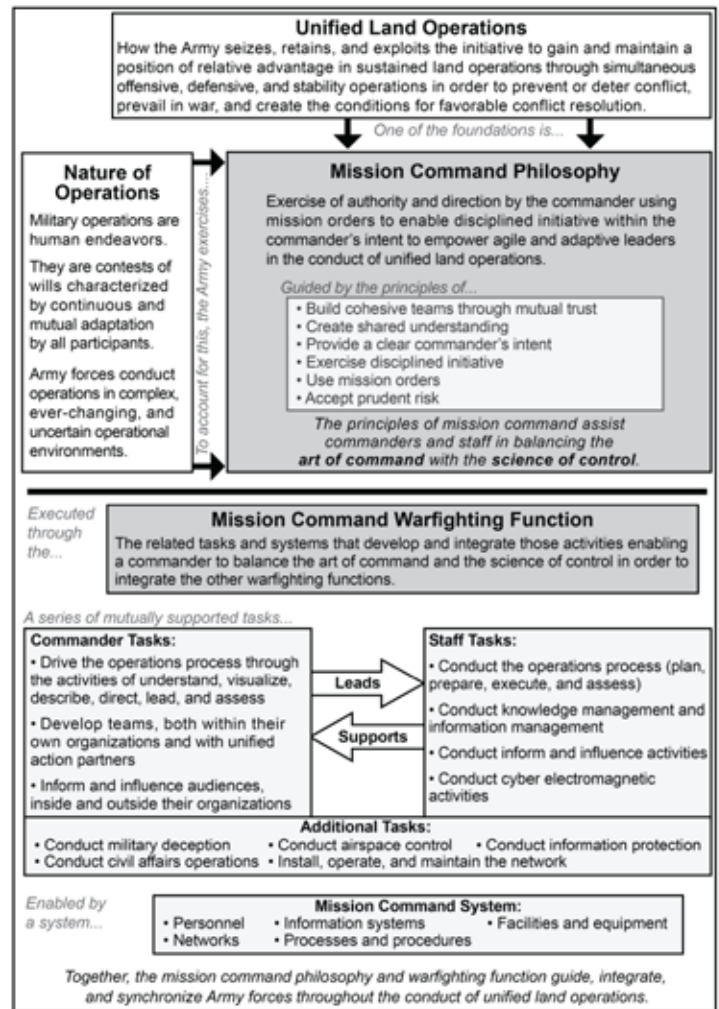 Unified Land Operations
How the Army seizes, retains, and exploits the initiative to gain and maintain a
position of relative advantage in sustained land operations through simultaneous
offensive, defensive, and stability operations in order to prevent or deter conflict,
prevail in war, and create the conditions for favorable conflict resolution.
One of the foundations is...
Nature of
Operations
Military operations are
human endeavors.
They are contests of
wills characterized
by continuous and
mutual adaptation
by all participants.
Army forces conduct
operations in complex,
ever-changing, and
uncertain operational
environments.
To account for this, the Army exercises....
Mission Command Philosophy
Exercise of authority and direction by the commander using
mission orders to enable disciplined initiative within the
commander's intent to empower agile and adaptive leaders
in the conduct of unified land operations.
Guided by the principles of...
• Build cohesive teams through mutual trust
• Create shared understanding
• Provide a clear commander's intent
• Exercise disciplined initiative
• Use mission orders
• Accept prudent risk
The principles of mission command assist
commanders and staff in balancing the
art of command with the science of control.
Executed
through
the...
Mission Command Warfighting Function
The related tasks and systems that develop and integrate those activities enabling
a commander to balance the art of command and the science of control in order to
integrate the other warfighting functions.
A series of mutually supported tasks...
Commander Tasks:
• Drive the operations process through
the activities of understand, visualize,
describe, direct, lead, and assess
• Develop teams, both within their
own organizations and with unified
action partners
• Inform and influence audiences,
inside and outside their organizations
Leads
Supports
Staff Tasks:
• Conduct the operations process (plan,
prepare, execute, and assess)
• Conduct knowledge management and
information management
• Conduct inform and influence activities
• Conduct cyber electromagnetic
activities
Additional Tasks:
• Conduct military deception • Conduct airspace control • Conduct information protection
• Conduct civil affairs operations • Install, operate, and maintain the network
Enabled by
a system...
Mission Command System:
• Personnel • Information systems • Facilities and equipment
• Networks • Processes and procedures
Together, the mission command philosophy and warfighting function guide, integrate,
and synchronize Army forces throughout the conduct of unified land operations.